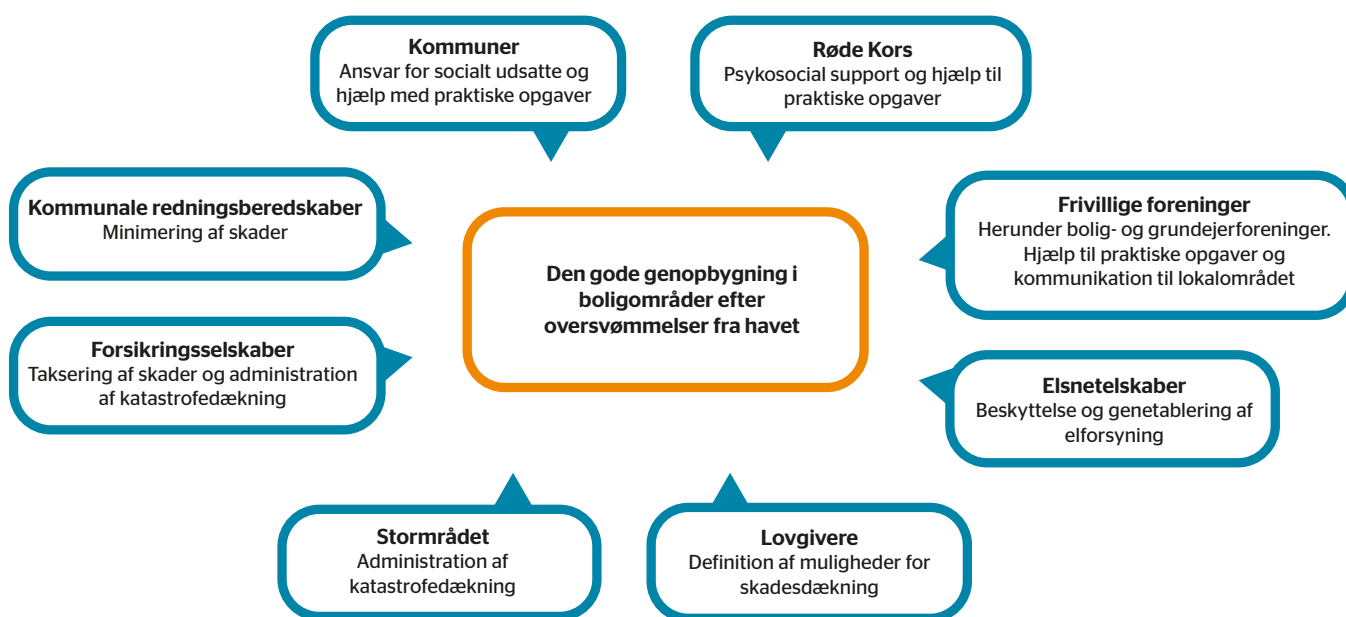 Kommuner
Ansvar for socialt udsatte og
hjælp med praktiske opgaver
Røde Kors
Psykosocial support og hjælp til
praktiske opgaver
Kommunale redningsberedskaber
Minimering af skader
Frivillige foreninger
Herunder bolig- og grundejerforeninger.
Hjælp til praktiske opgaver og
kommunikation til lokalområdet
Den gode genopbygning i
boligområder efter
oversvømmelser fra havet
Forsikringsselskaber
Taksering af skader og administration
af katastrofedækning
Elsnetelskaber
Beskyttelse og genetablering af
elforsyning
Stormrådet
Administration af
katastrofedækning
Lovgivere
Definition af muligheder for
skadesdækning